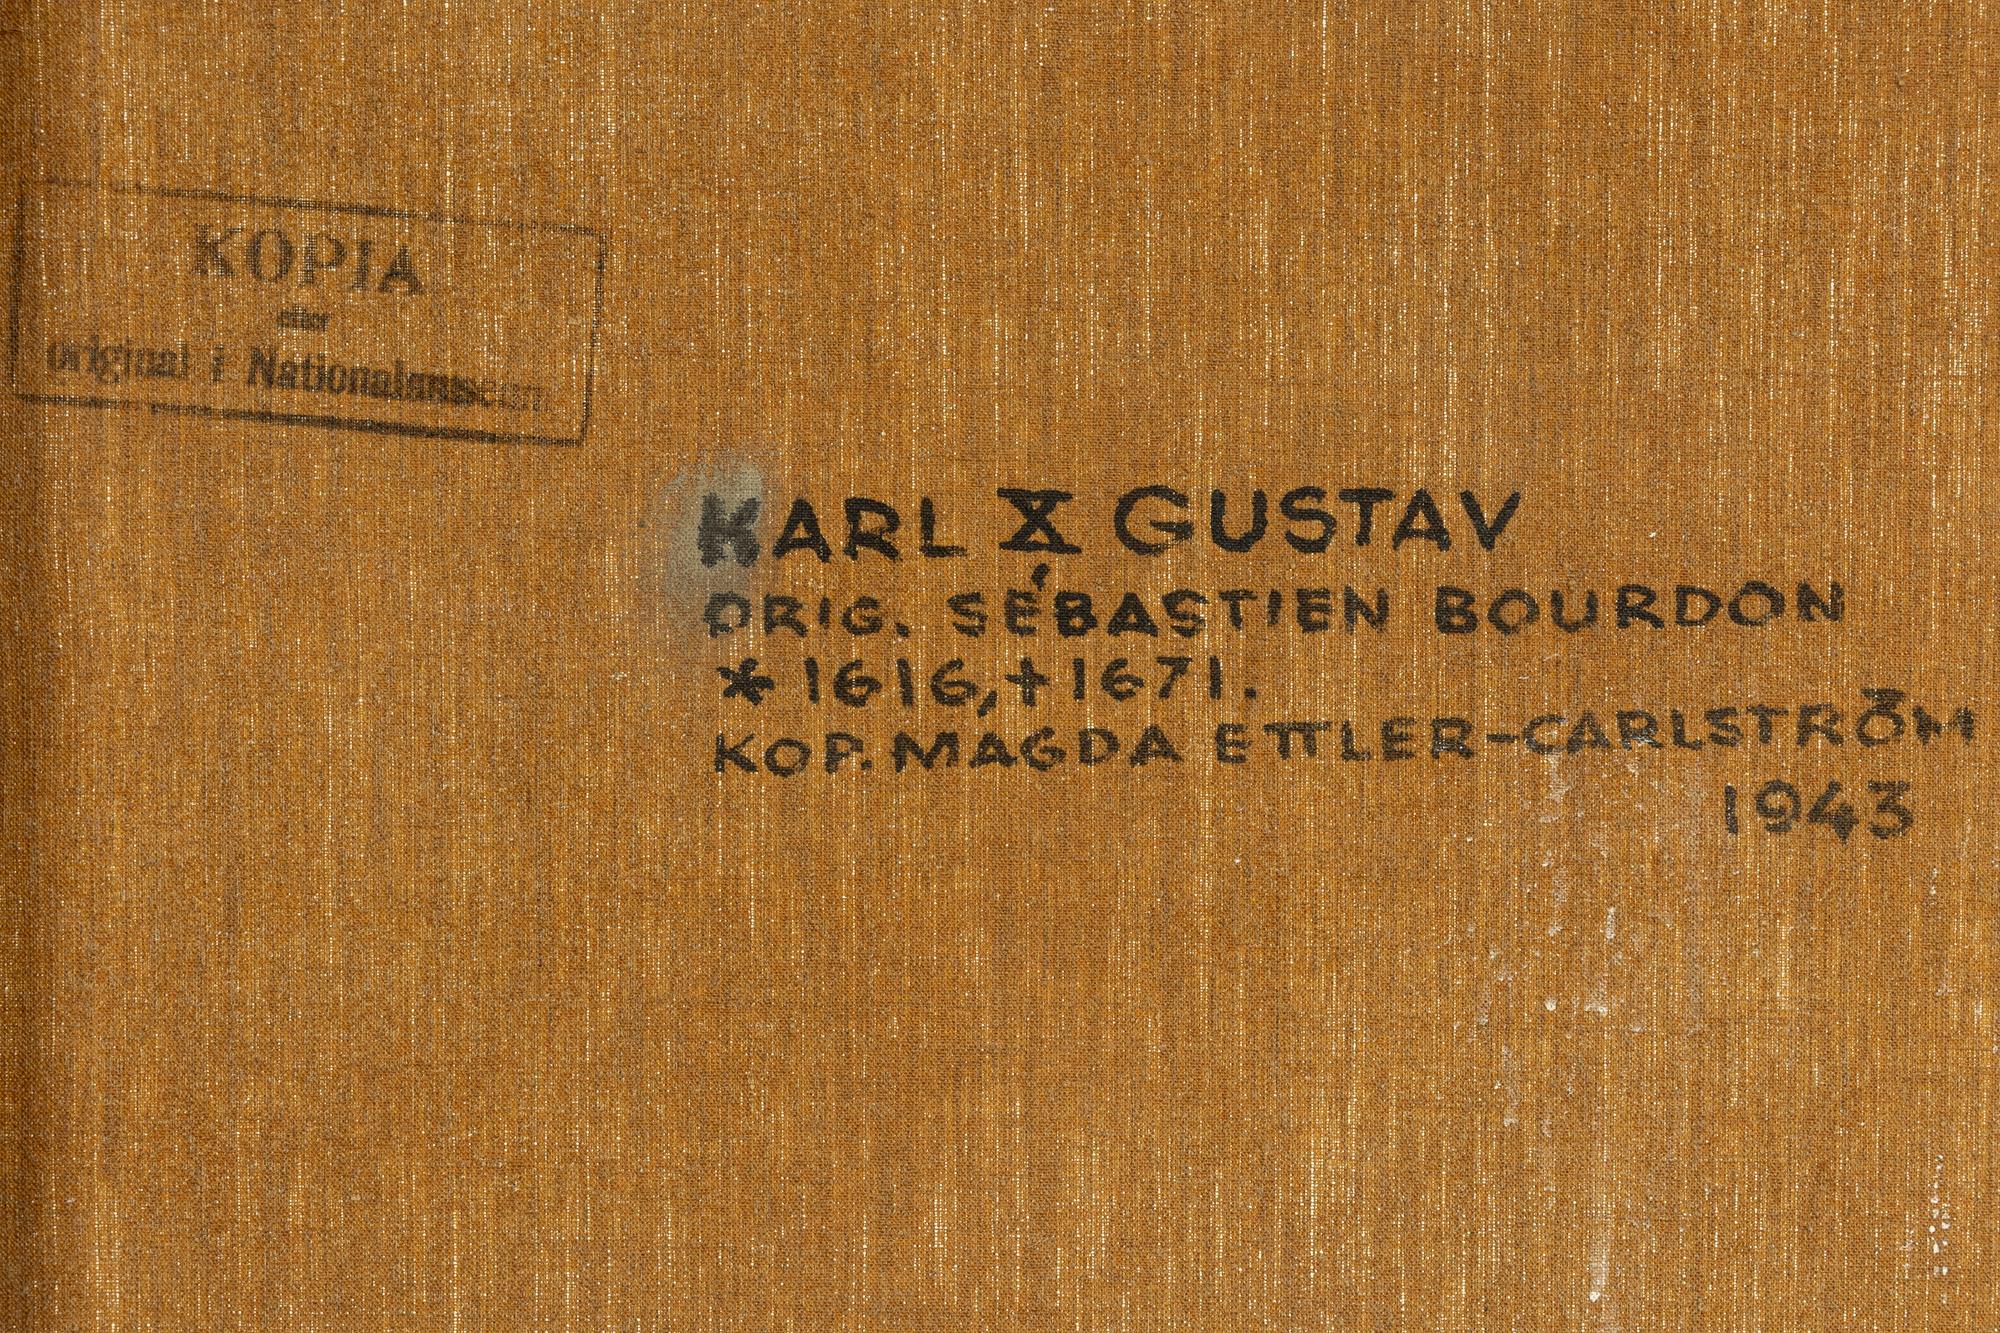 KOPIA
efter
original i Nationalmuseum
KARL X GUSTAV
ORIG. SÉBASTIEN BOURDON
* 1616, + 1671.
KOP. MAGDA ETTLER-CARLSTRÖM
1943